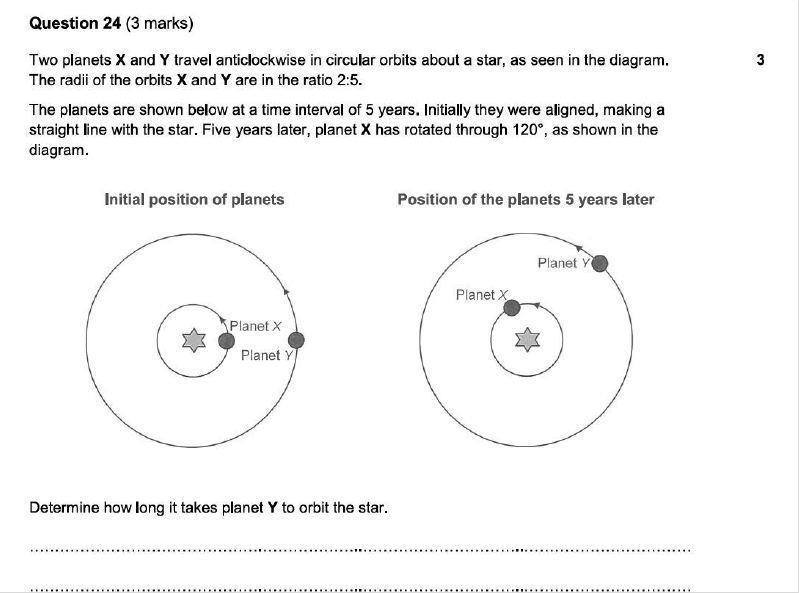 Question 24 (3 marks)
Two planets X and Y travel anticlockwise in circular orbits about a star, as seen in the diagram.
3
The radii of the orbits X and Y are in the ratio 2:5.
The planets are shown below at a time interval of 5 years. Initially they were aligned, making a
straight line with the star. Five years later, planet X has rotated through 120°, as shown in the
diagram.
Initial position of planets
Position of the planets 5 years later
Planet X
Planet Y
Planet Y
Planet X
Determine how long it takes planet Y to orbit the star.